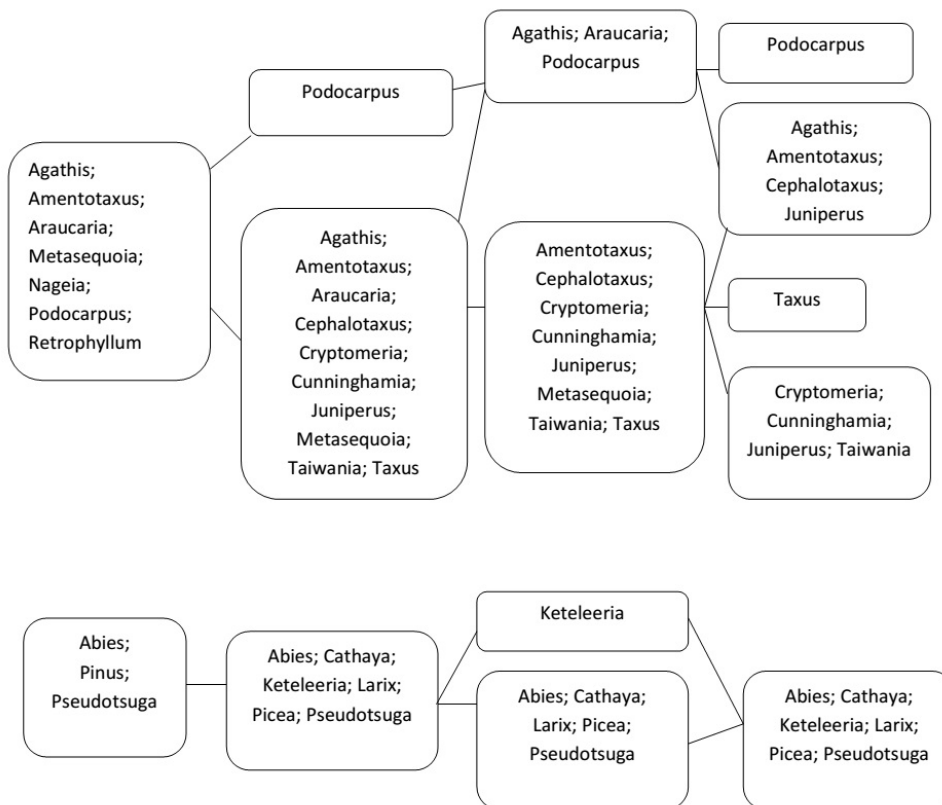 Agathis;
Amentotaxus;
Araucaria;
Metasequoia;
Nageia;
Podocarpus;
Retrophyllum
Podocarpus
Agathis;
Amentotaxus;
Araucaria;
Cephalotaxus;
Cryptomeria;
Cunninghamia;
Juniperus;
Metasequoia;
Taiwania; Taxus
Agathis; Araucaria;
Podocarpus
Amentotaxus;
Cephalotaxus;
Cryptomeria;
Cunninghamia;
Juniperus;
Metasequoia;
Taiwania; Taxus
Podocarpus
Agathis;
Amentotaxus;
Cephalotaxus;
Juniperus
Taxus
Cryptomeria;
Cunninghamia;
Juniperus; Taiwania
Abies;
Pinus;
Pseudotsuga
Abies; Cathaya;
Keteleeria; Larix;
Picea; Pseudotsuga
Keteleeria
Abies; Cathaya;
Larix; Picea;
Pseudotsuga
Abies; Cathaya;
Keteleeria; Larix;
Picea; Pseudotsuga